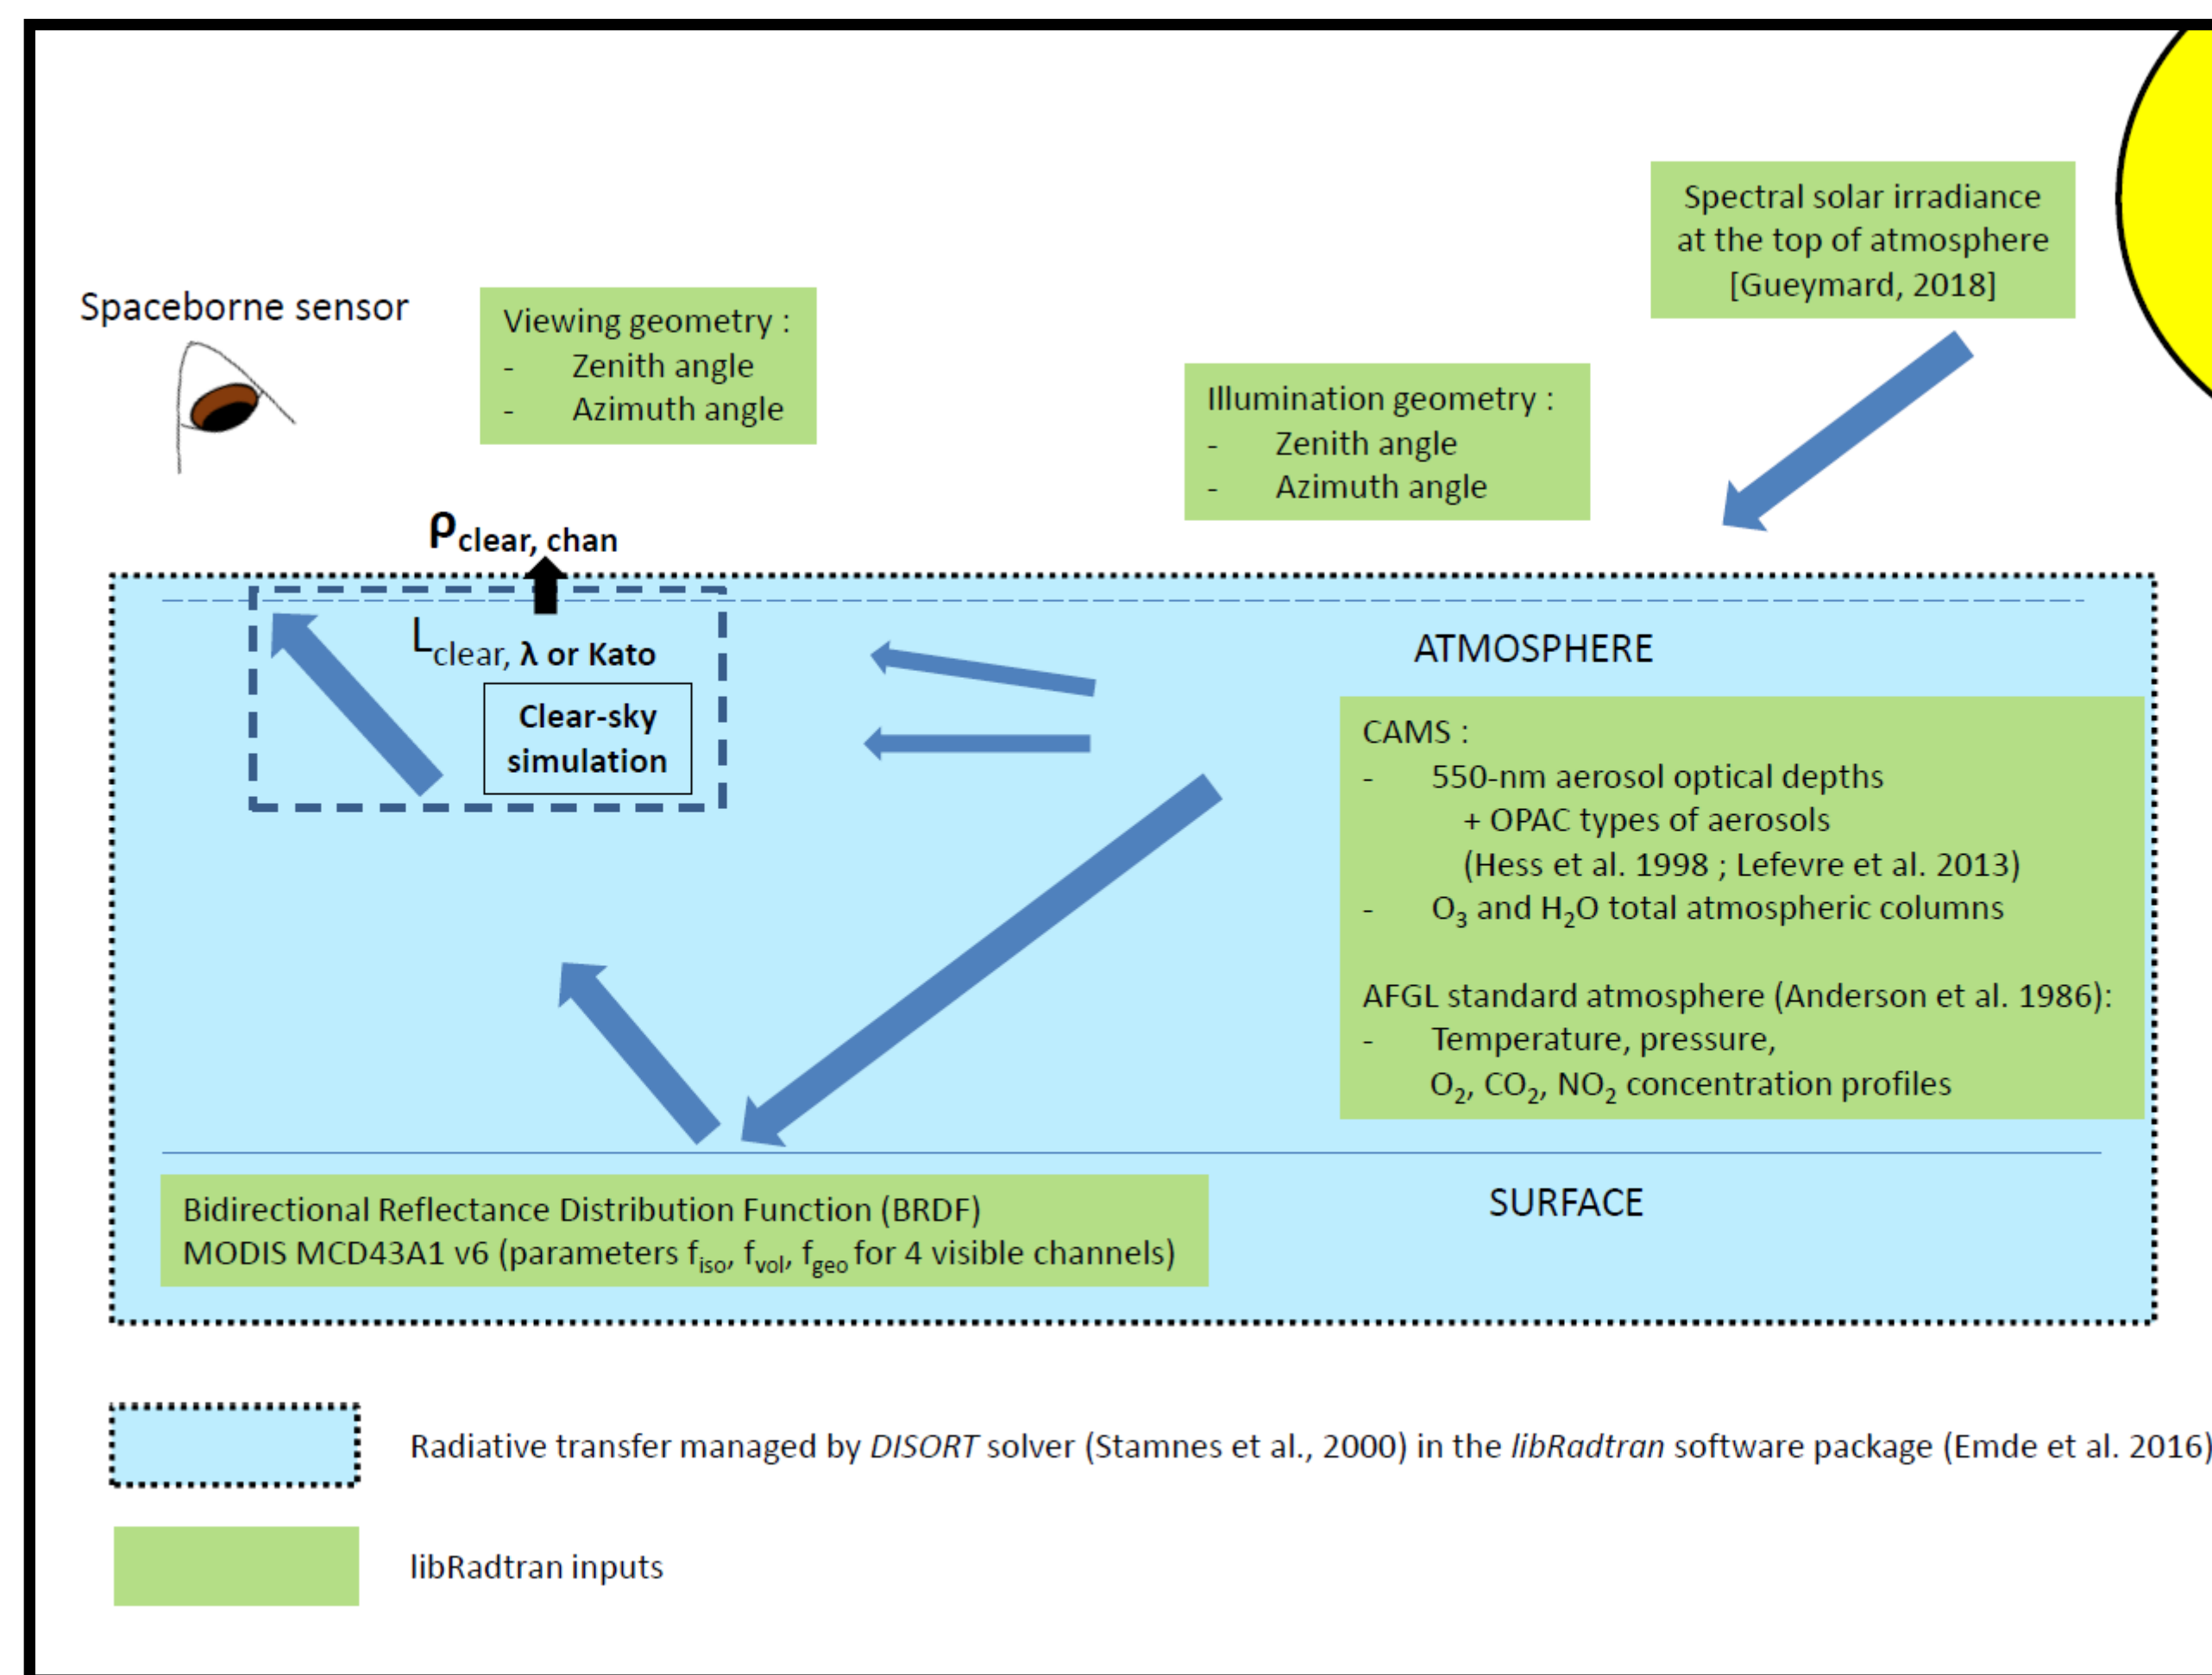 Spectral solar irradiance
at the top of atmosphere
[Gueymard, 2018]
Spaceborne sensor
Viewing geometry :
- Zenith angle
- Azimuth angle
Illumination geometry :
- Zenith angle
- Azimuth angle
ρclear, chan
Lclear, λ or Kato
Clear-sky
simulation
ATMOSPHERE
CAMS :
- 550-nm aerosol optical depths
+ OPAC types of aerosols
(Hess et al. 1998 ; Lefevre et al. 2013)
- O₃ and H₂O total atmospheric columns
AFGL standard atmosphere (Anderson et al. 1986):
- Temperature, pressure,
O₂, CO₂, NO₂ concentration profiles
SURFACE
Bidirectional Reflectance Distribution Function (BRDF)
MODIS MCD43A1 v6 (parameters fiso, fvol, fgeo for 4 visible channels)
Radiative transfer managed by DISORT solver (Stamnes et al., 2000) in the libRadtran software package (Emde et al. 2016)
libRadtran inputs